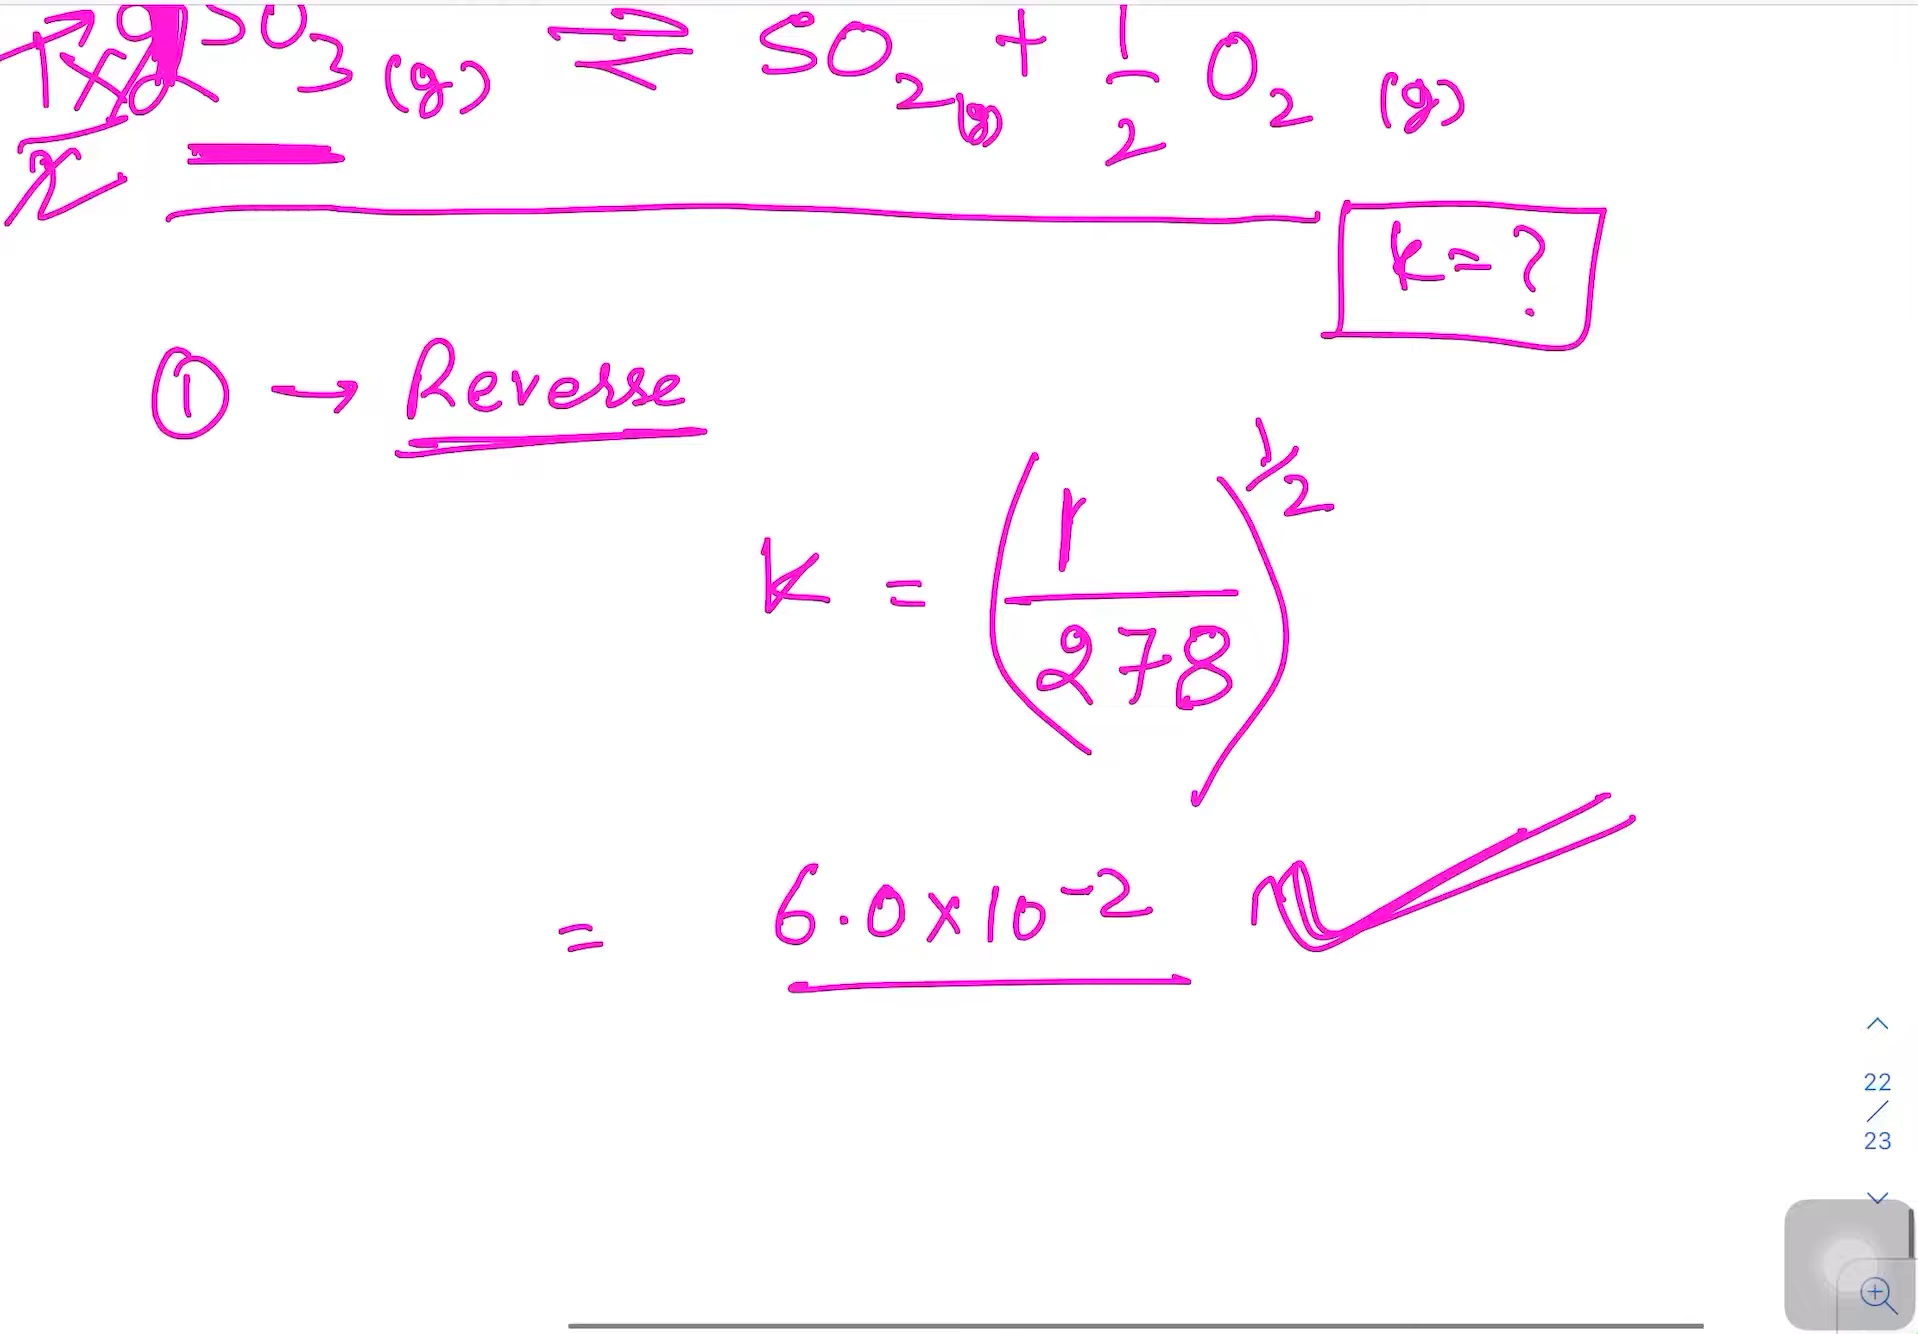 SO3 (g) ⇌ SO2 (g) + 1/2 O2 (g)
k = ?
① → Reverse
K = (1/278)^1/2
= 6.0×10^-2
22
/
23